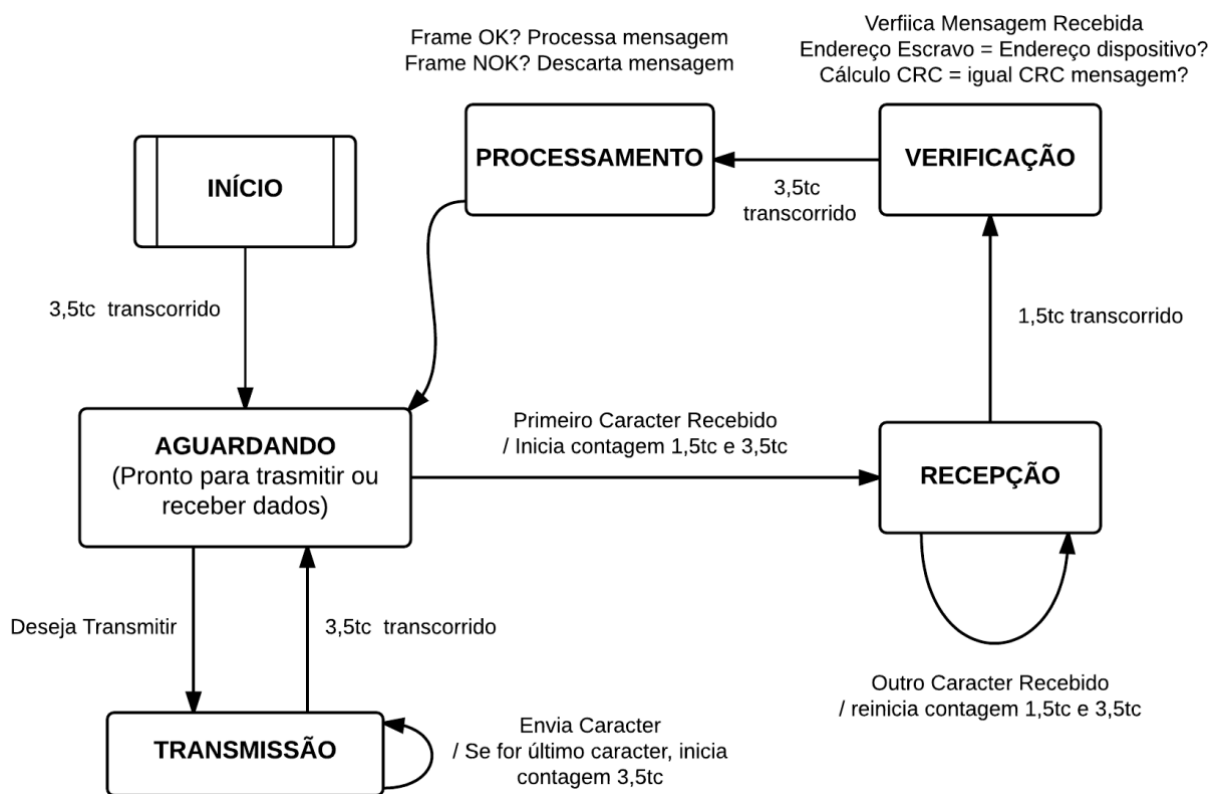 Frame OK? Processa mensagem
Frame NOK? Descarta mensagem
Verfiica Mensagem Recebida
Endereço Escravo = Endereço dispositivo?
Cálculo CRC = igual CRC mensagem?
INÍCIO
PROCESSAMENTO
VERIFICAÇÃO
3,5tc
transcorrido
3,5tc transcorrido
1,5tc transcorrido
AGUARDANDO
(Pronto para trasmitir ou
receber dados)
Primeiro Caracter Recebido
/ Inicia contagem 1,5tc e 3,5tc
RECEPÇÃO
Deseja Transmitir
3,5tc transcorrido
Outro Caracter Recebido
/ reinicia contagem 1,5tc e 3,5tc
TRANSMISSÃO
Envia Caracter
/ Se for último caracter, inicia
contagem 3,5tc